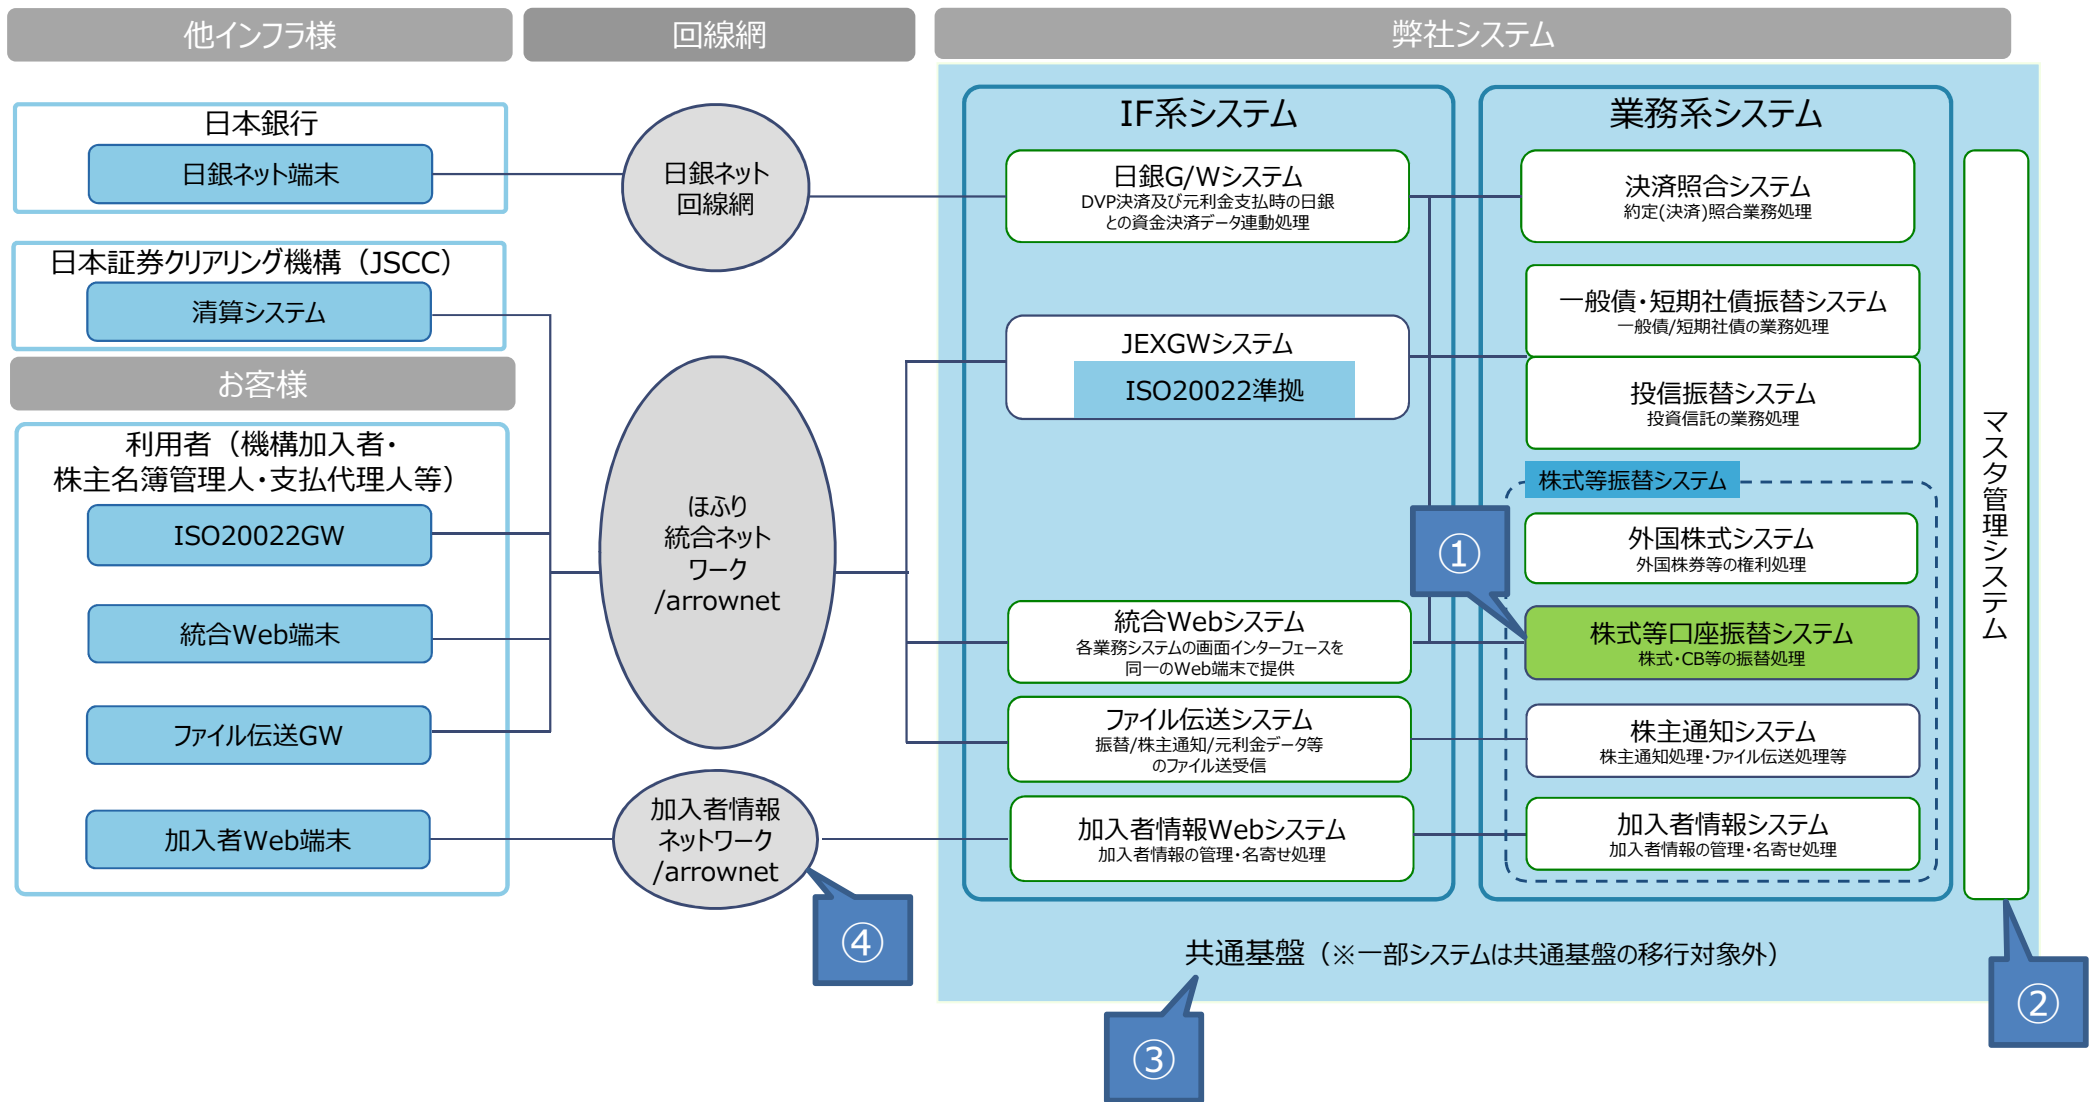 他インフラ様
回線網
弊社システム
日本銀行
日銀ネット端末
日本証券クリアリング機構（JSCC）
清算システム
お客様
利用者（機構加入者・
株主名簿管理人・支払代理人等）
ISO20022GW
統合Web端末
ファイル伝送GW
加入者Web端末
日銀ネット
回線網
ほふり
統合ネット
ワーク
/arrownet
加入者情報
ネットワーク
/arrownet
④
IF系システム
日銀G/Wシステム
DVP決済及び元利金支払時の日銀
との資金決済データ連動処理
JEXGWシステム
ISO20022準拠
統合Webシステム
各業務システムの画面インターフェースを
同一のWeb端末で提供
ファイル伝送システム
振替/株主通知/元利金データ等
のファイル送受信
加入者情報Webシステム
加入者情報の管理・名寄せ処理
業務系システム
決済照合システム
約定(決済)照合業務処理
一般債・短期社債振替システム
一般債/短期社債の業務処理
投信振替システム
投資信託の業務処理
株式等振替システム
①
外国株式システム
外国株券等の権利処理
株式等口座振替システム
株式・CB等の振替処理
株主通知システム
株主通知処理・ファイル伝送処理等
加入者情報システム
加入者情報の管理・名寄せ処理
マスタ管理システム
共通基盤（※一部システムは共通基盤の移行対象外）
②
③